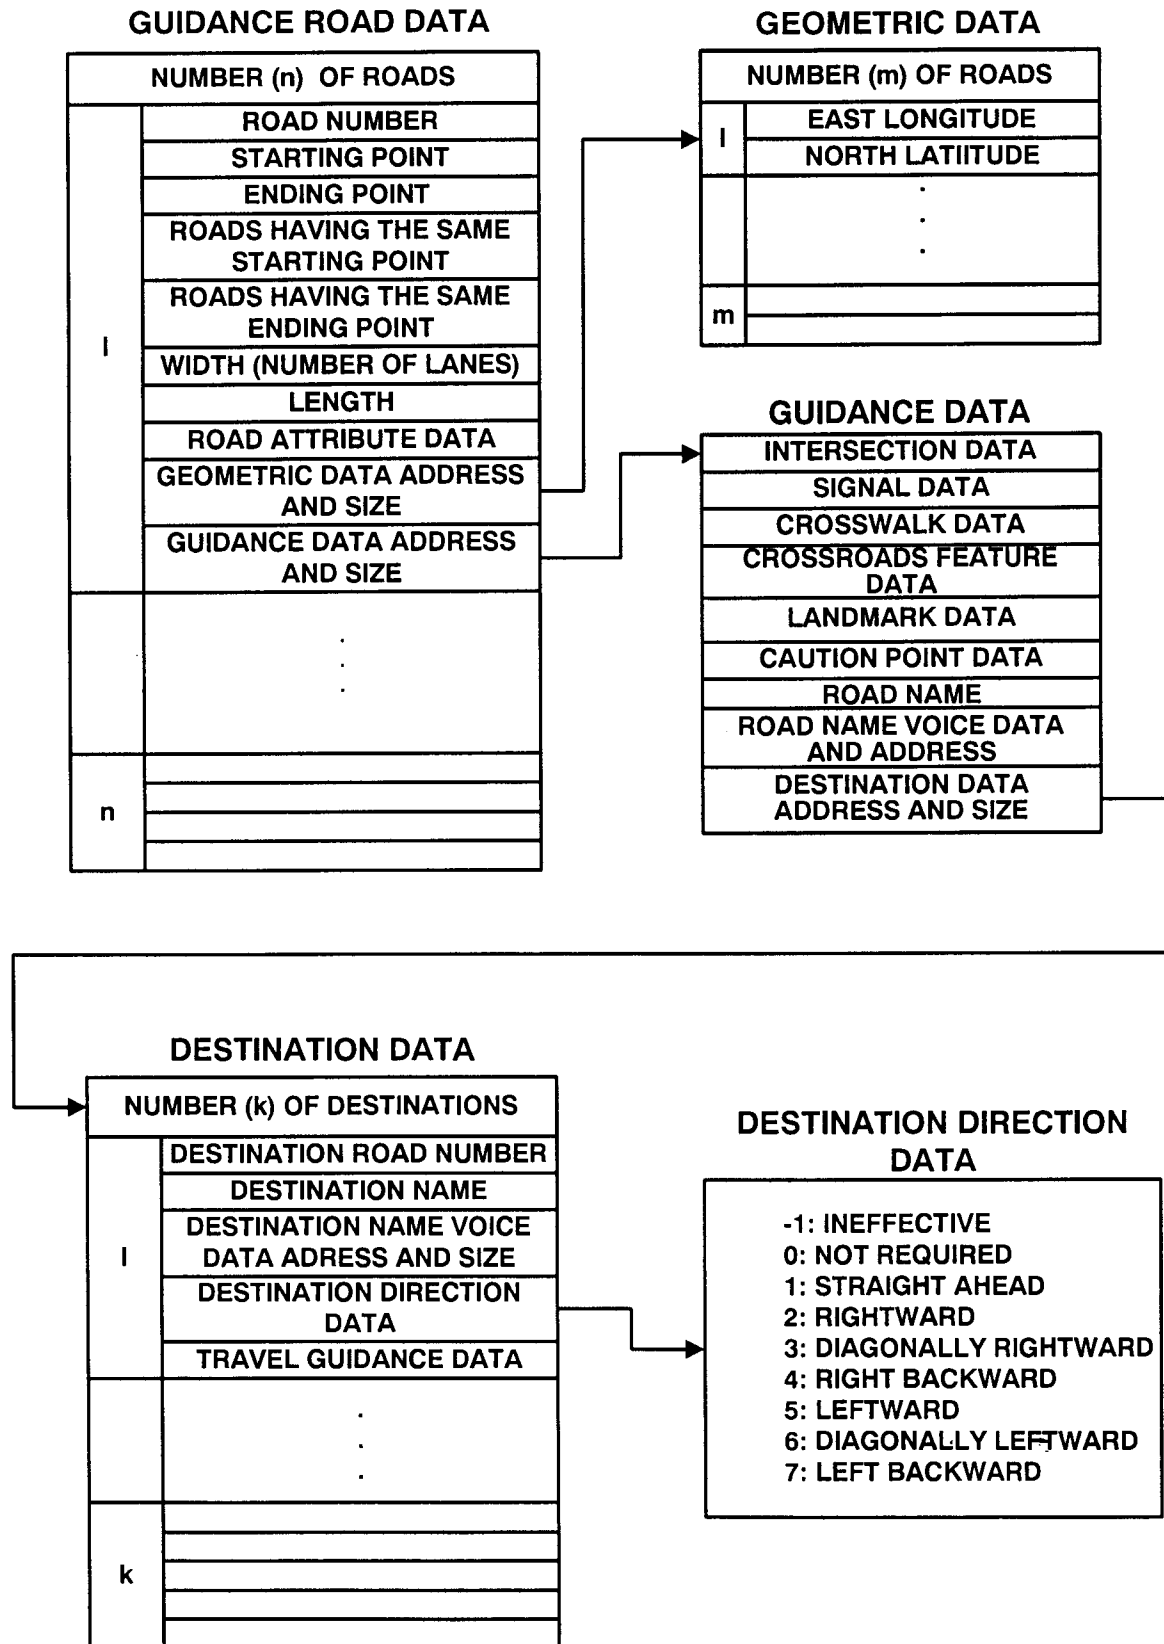 GUIDANCE ROAD DATA
NUMBER (n) OF ROADS
I
ROAD NUMBER
STARTING POINT
ENDING POINT
ROADS HAVING THE SAME
STARTING POINT
ROADS HAVING THE SAME
ENDING POINT
WIDTH (NUMBER OF LANES)
LENGTH
ROAD ATTRIBUTE DATA
GEOMETRIC DATA ADDRESS
AND SIZE
GUIDANCE DATA ADDRESS
AND SIZE
n
GEOMETRIC DATA
NUMBER (m) OF ROADS
I
EAST LONGITUDE
NORTH LATIITUDE
m
GUIDANCE DATA
INTERSECTION DATA
SIGNAL DATA
CROSSWALK DATA
CROSSROADS FEATURE
DATA
LANDMARK DATA
CAUTION POINT DATA
ROAD NAME
ROAD NAME VOICE DATA
AND ADDRESS
DESTINATION DATA
ADDRESS AND SIZE
DESTINATION DATA
NUMBER (k) OF DESTINATIONS
I
DESTINATION ROAD NUMBER
DESTINATION NAME
DESTINATION NAME VOICE
DATA ADRESS AND SIZE
DESTINATION DIRECTION
DATA
TRAVEL GUIDANCE DATA
k
DESTINATION DIRECTION
DATA
-1: INEFFECTIVE
0: NOT REQUIRED
1: STRAIGHT AHEAD
2: RIGHTWARD
3: DIAGONALLY RIGHTWARD
4: RIGHT BACKWARD
5: LEFTWARD
6: DIAGONALLY LEFTWARD
7: LEFT BACKWARD